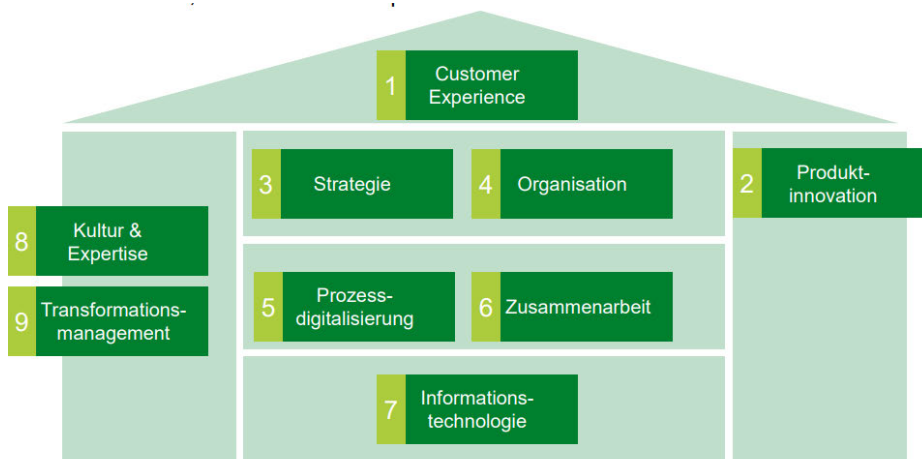 1
Customer
Experience
2
Produkt-
innovation
3
Strategie
4
Organisation
5
Prozess-
digitalisierung
6
Zusammenarbeit
7
Informations-
technologie
8
Kultur &
Expertise
9
Transformations-
management